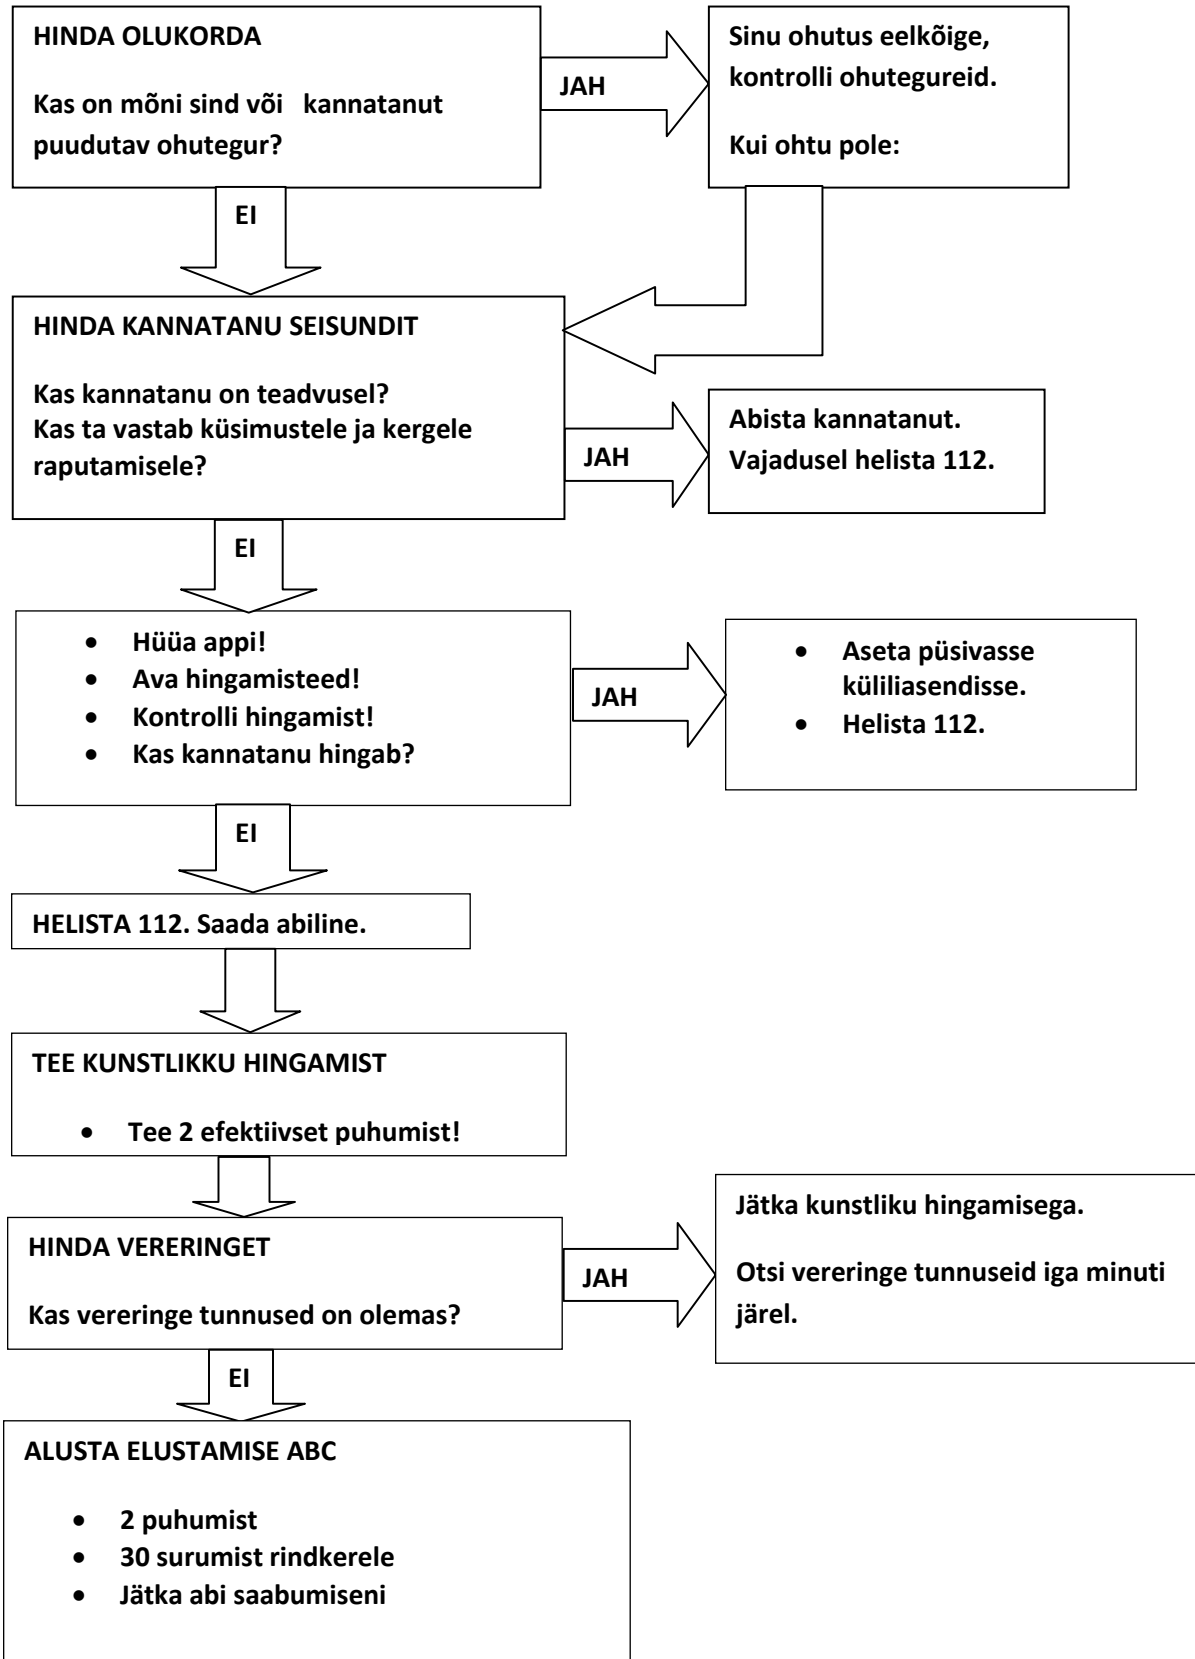 HINDA OLUKORDA
Kas on mõni sind või kannatanut
puudutav ohutegur?
JAH
Sinu ohutus eelkõige,
kontrolli ohutegureid.
Kui ohtu pole:
EI
HINDA KANNATANU SEISUNDIT
Kas kannatanu on teadvusel?
Kas ta vastab küsimustele ja kergele
raputamisele?
JAH
Abista kannatanut.
Vajadusel helista 112.
EI
• Hüüa appi!
• Ava hingamisteed!
• Kontrolli hingamist!
• Kas kannatanu hingab?
JAH
• Aseta püsivasse
küliliasendisse.
• Helista 112.
EI
HELISTA 112. Saada abiline.
TEE KUNSTLIKKU HINGAMIST
• Tee 2 efektiivset puhumist!
HINDA VERERINGET
Kas vereringe tunnused on olemas?
JAH
Jätka kunstliku hingamisega.
Otsi vereringe tunnuseid iga minuti
järel.
EI
ALUSTA ELUSTAMISE ABC
• 2 puhumist
• 30 surumist rindkerele
• Jätka abi saabumiseni